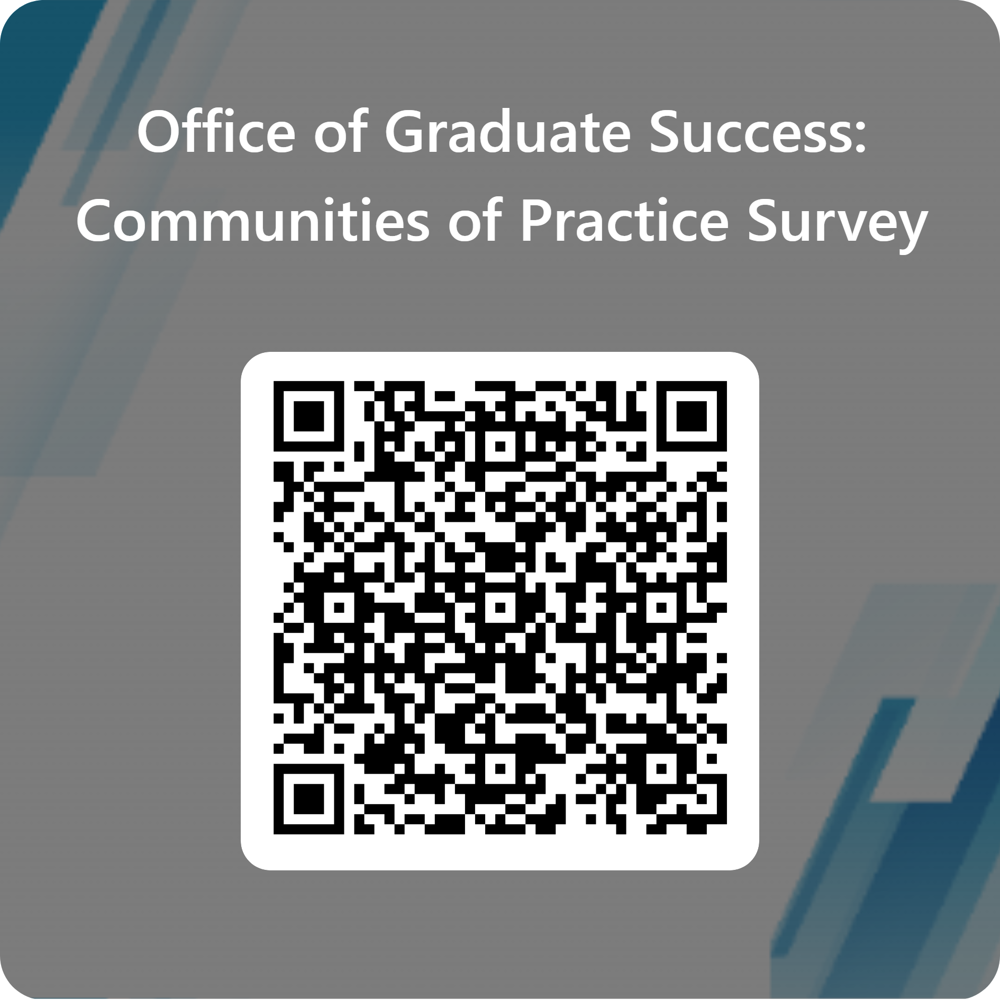 Office of Graduate Success:
Communities of Practice Survey